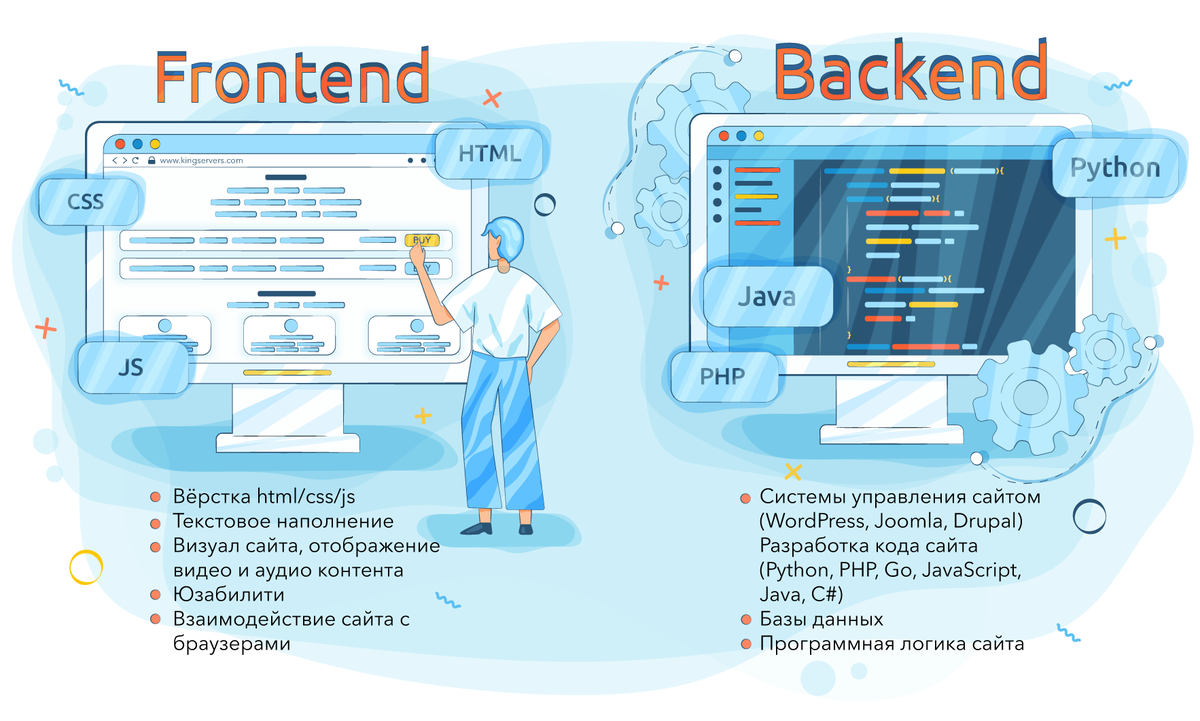 Frontend
www.kingservers.com
HTML
CSS
BUY
BUY
JS
Вёрстка html/css/js
Текстовое наполнение
Визуал сайта, отображение
видео и аудио контента
Юзабилити
Взаимодействие сайта с
браузерами
Backend
Python
Java
PHP
Системы управления сайтом
(WordPress, Joomla, Drupal)
Разработка кода сайта
(Python, PHP, Go, JavaScript,
Java, C#)
Базы данных
Программная логика сайта